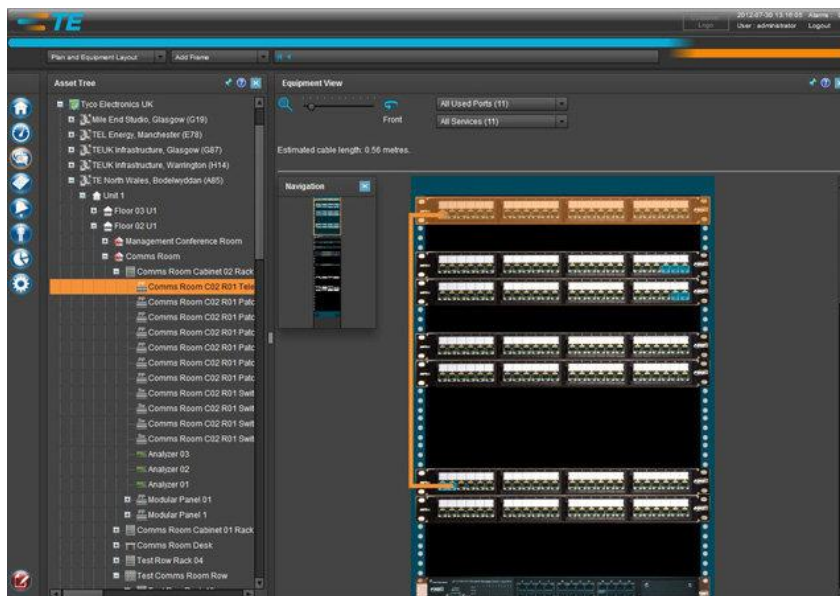 TE
Logo
2012-07-30 13:16:05 Alarms :
User : administrator Logout
Plan and Equipment Layout
Add Frame
Asset Tree
Tyco Electronics UK
Mile End Studio, Glasgow (G19)
TEL Energy, Manchester (E78)
TEUK Infrastructure, Glasgow (G87)
TEUK Infrastructure, Warrington (H14)
TE North Wales, Bodelwyddan (A65)
Unit 1
Floor 03 U1
Floor 02 U1
Management Conference Room
Comms Room
Comms Room Cabinet 02 Rack
Comms Room C02 R01 Tele
Comms Room C02 R01 Patc
Comms Room C02 R01 Patc
Comms Room C02 R01 Patc
Comms Room C02 R01 Patc
Comms Room C02 R01 Patc
Comms Room C02 R01 Patc
Comms Room C02 R01 Swit
Comms Room C02 R01 Swit
Comms Room C02 R01 Swit
Comms Room C02 R01 Swit
Analyzer 03
Analyzer 02
Analyzer 01
Modular Panel 01
Modular Panel 1
Comms Room Cabinet 01 Rack
Comms Room Desk
Test Row Rack 04
Test Comms Room Row
Equipment View
Front
All Used Ports (11)
All Services (11)
Estimated cable length: 0.56 metres.
Navigation